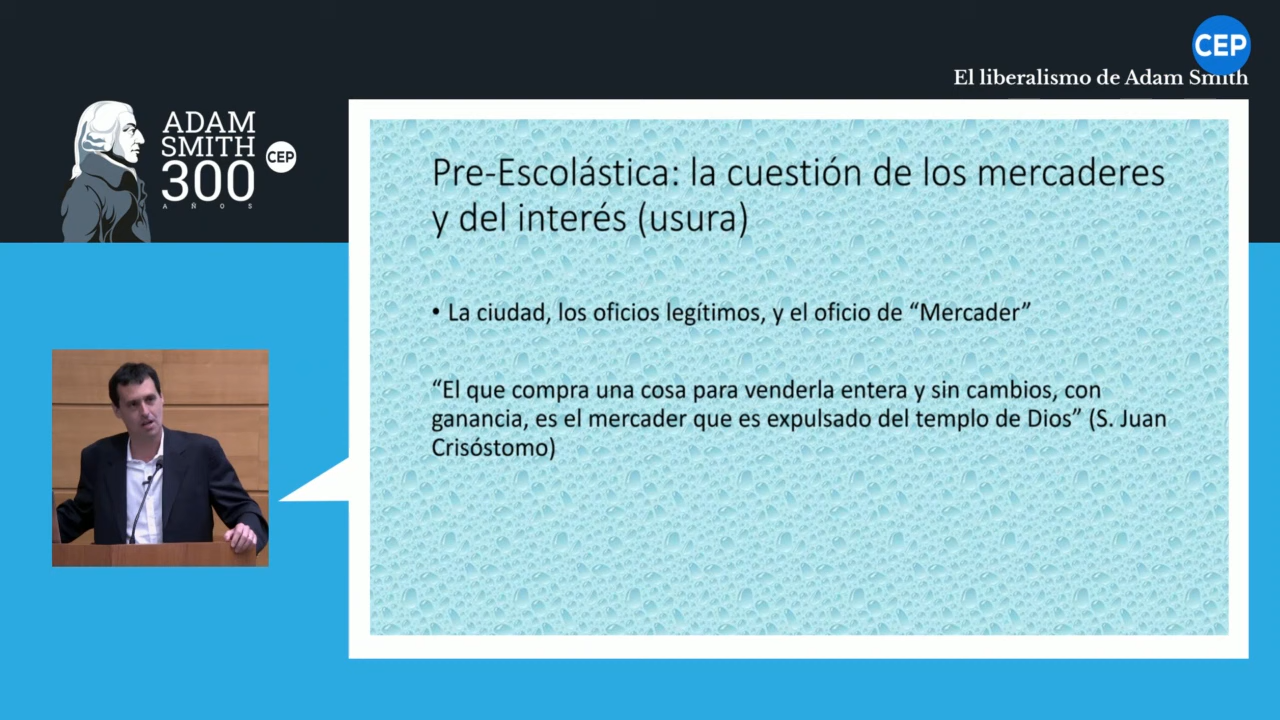 CEP
El liberalismo de Adam Smith
ADAM
SMITH
300
AÑOS
CEP
Pre-Escolástica: la cuestión de los mercaderes
y del interés (usura)
• La ciudad, los oficios legítimos, y el oficio de “Mercader”
“El que compra una cosa para venderla entera y sin cambios, con
ganancia, es el mercader que es expulsado del templo de Dios” (S. Juan
Crisóstomo)